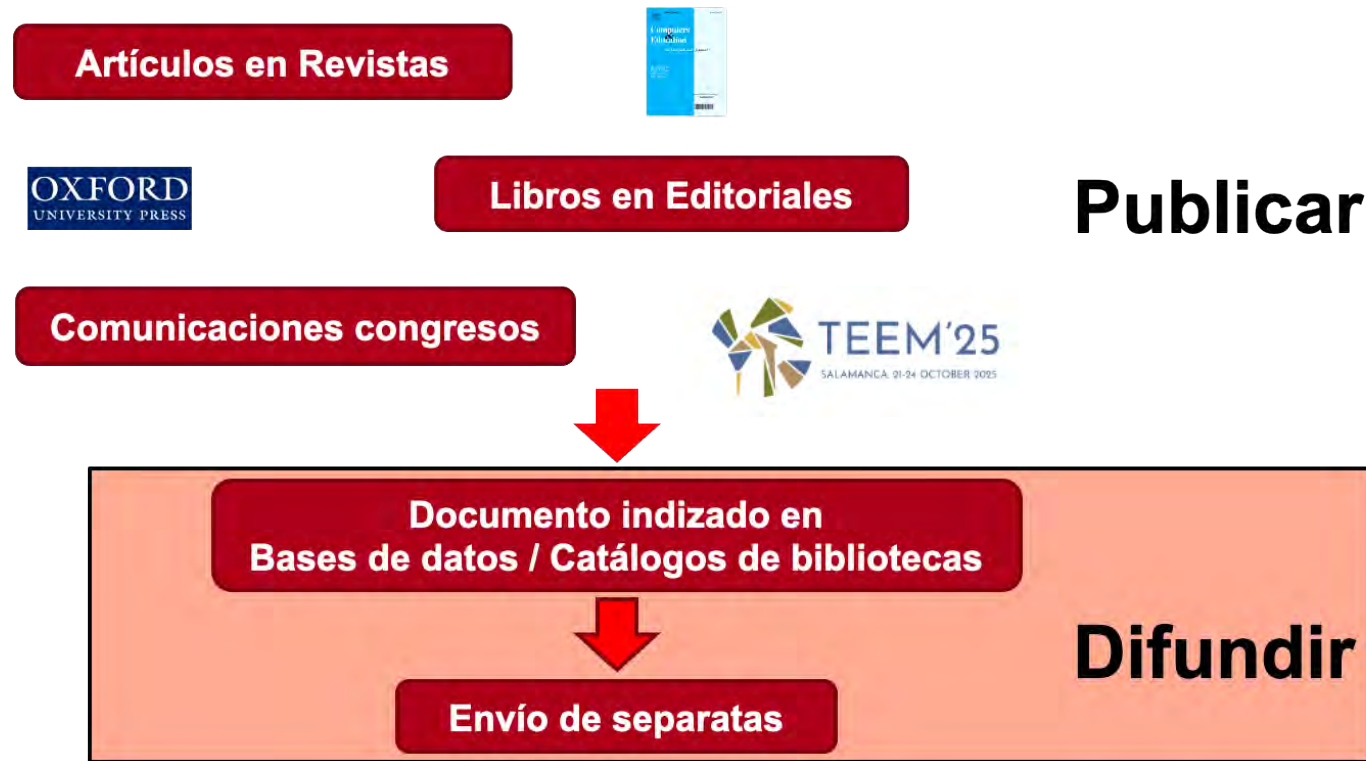 Artículos en Revistas
Computers
Education
OXFORD
UNIVERSITY PRESS
Libros en Editoriales
Publicar
Comunicaciones congresos
TEEM'25
SALAMANCA, 21-24 OCTOBER 2025
Documento indizado en
Bases de datos / Catálogos de bibliotecas
Difundir
Envío de separatas